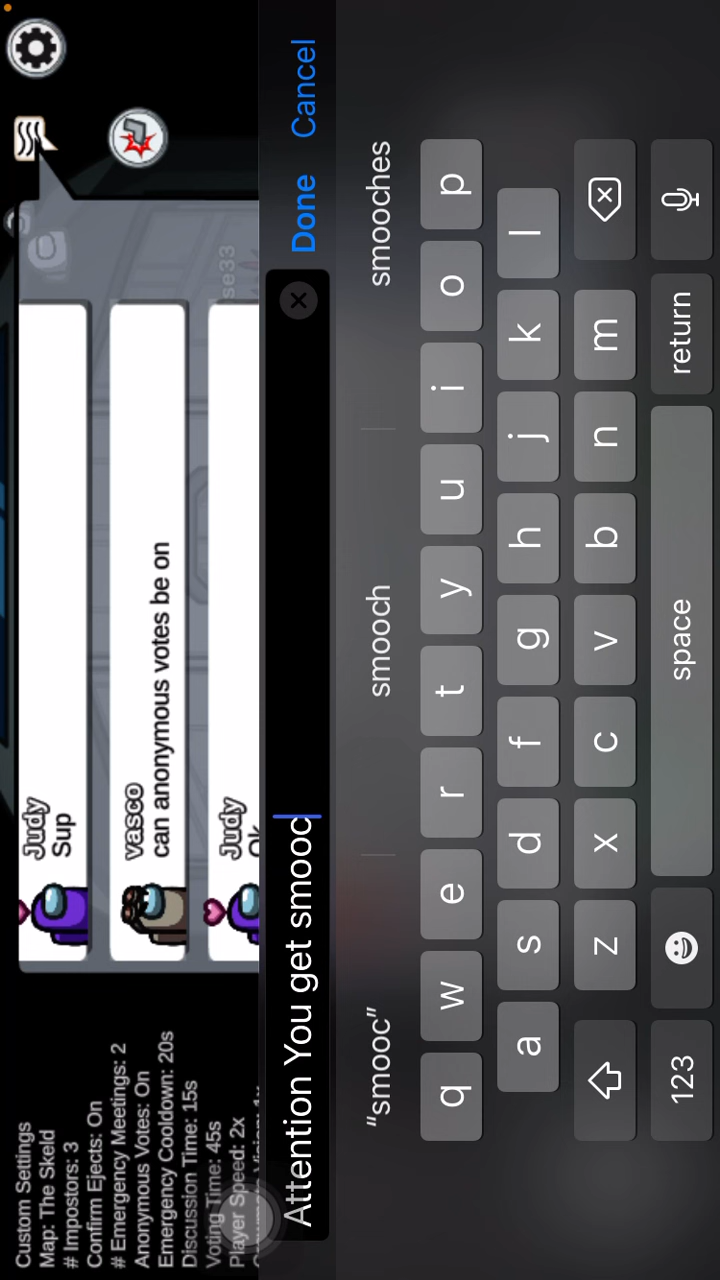 Judy
Sup
vasco
can anonymous votes be on
Judy
Ok
se33
Custom Settings
Map: The Skeld
# Impostors: 3
Confirm Ejects: On
# Emergency Meetings: 2
Anonymous Votes: On
Emergency Cooldown: 20s
Discussion Time: 15s
Voting Time: 45s
Player Speed: 2x
Attention You get smooc
Done Cancel
"smooc" smooch smooches
q w e r t y u i o p
a s d f g h j k l
z x c v b n m
123 space return